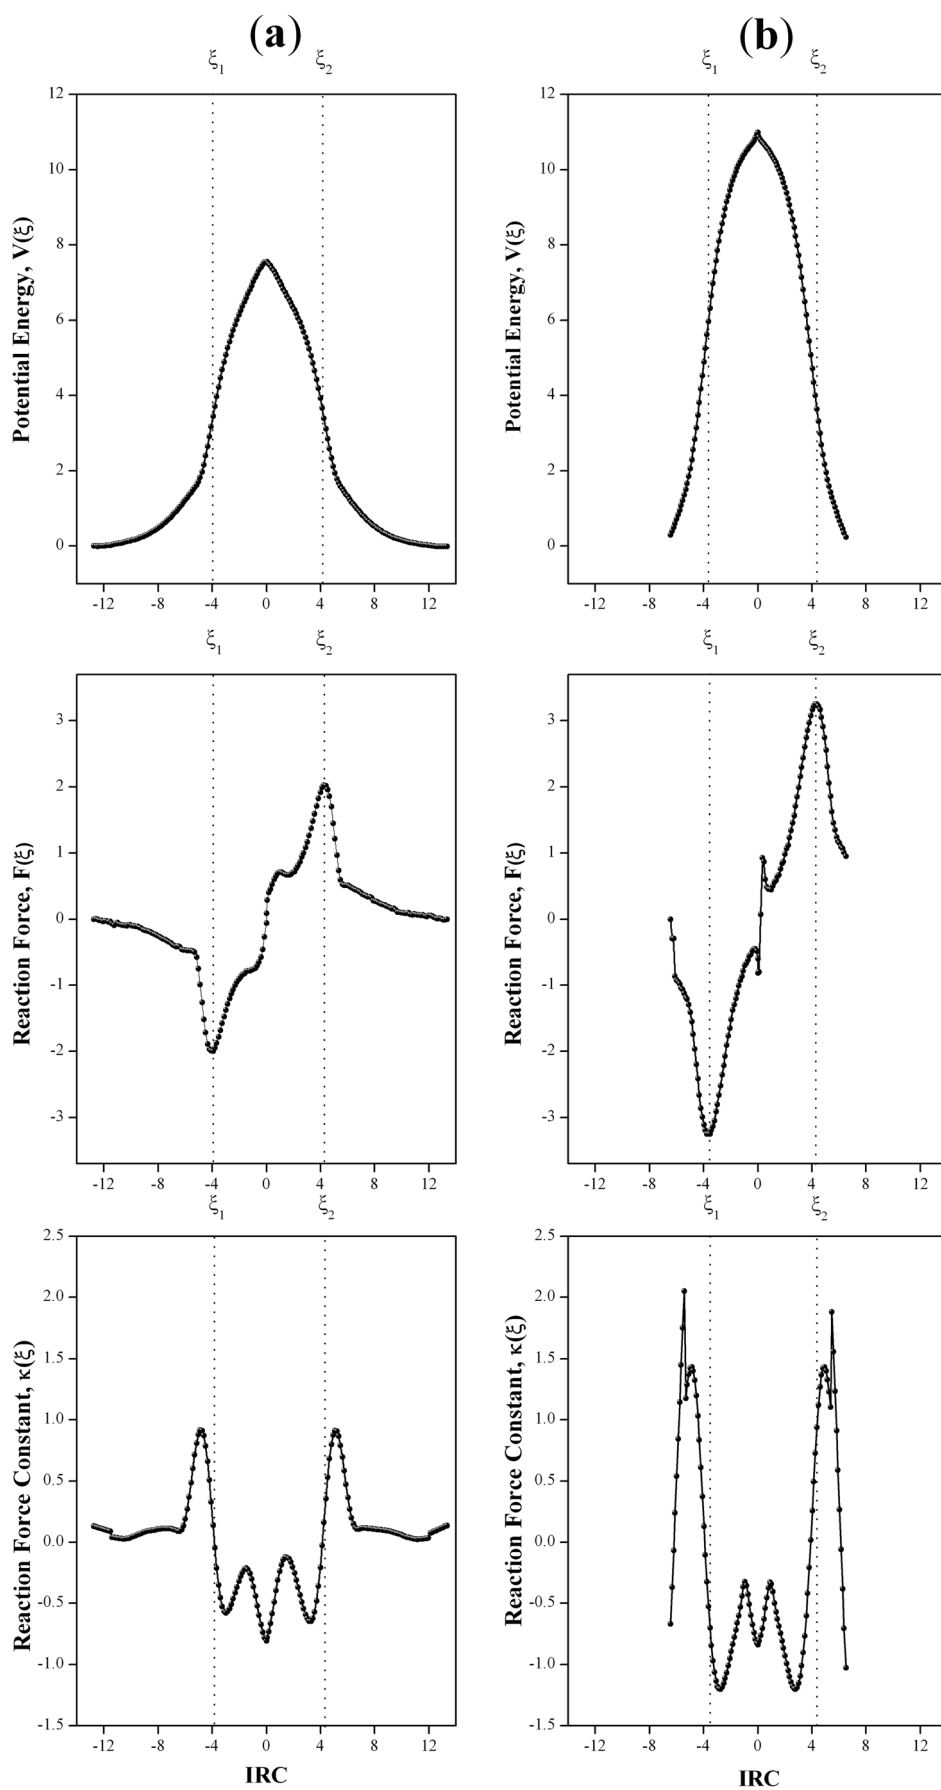 (a) (b)
ξ1 ξ2 ξ1 ξ2
12 12
10 10
8 8
6 6
4 4
2 2
0 0
Potential Energy, V(ξ) Potential Energy, V(ξ)
-12 -8 -4 0 4 8 12 -12 -8 -4 0 4 8 12
ξ1 ξ2 ξ1 ξ2
3 3
2 2
1 1
0 0
-1 -1
-2 -2
-3 -3
Reaction Force, F(ξ) Reaction Force, F(ξ)
-12 -8 -4 0 4 8 12 -12 -8 -4 0 4 8 12
ξ1 ξ2 ξ1 ξ2
2.5 2.5
2.0 2.0
1.5 1.5
1.0 1.0
0.5 0.5
0.0 0.0
-0.5 -0.5
-1.0 -1.0
-1.5 -1.5
Reaction Force Constant, κ(ξ) Reaction Force Constant, κ(ξ)
-12 -8 -4 0 4 8 12 -12 -8 -4 0 4 8 12
IRC IRC